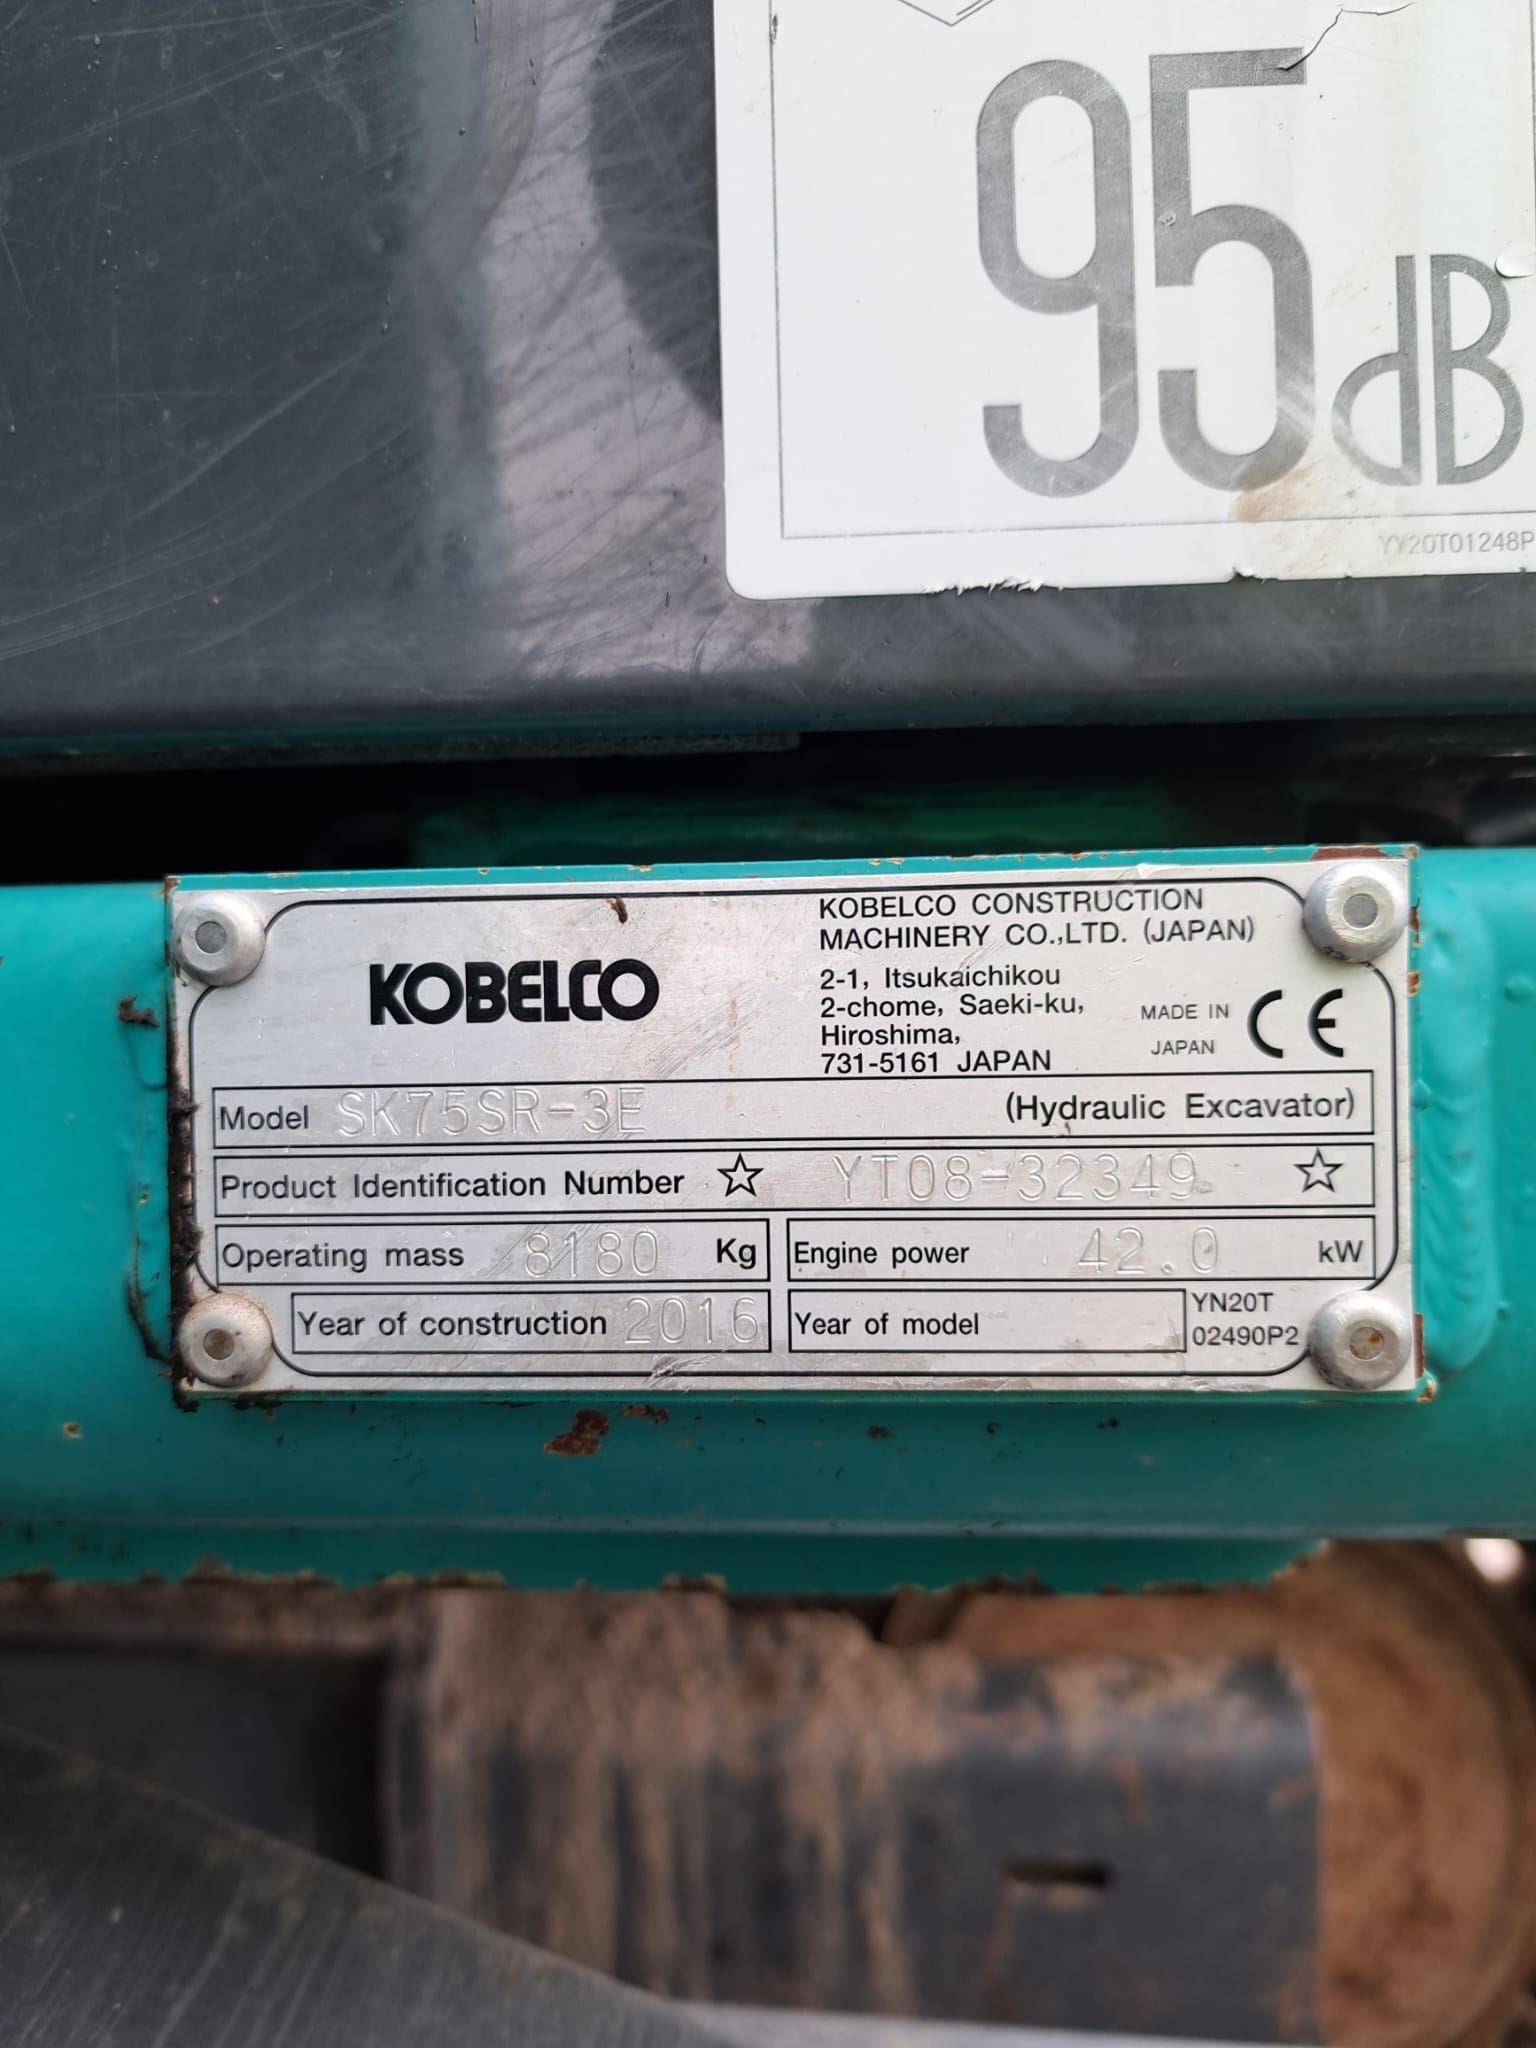 95 dB
YY20T01248P
KOBELCO
KOBELCO CONSTRUCTION
MACHINERY CO.,LTD. (JAPAN)
2-1, Itsukaichikou
2-chome, Saeki-ku,
Hiroshima,
731-5161 JAPAN
MADE IN
JAPAN
CE
Model SK75SR-3E (Hydraulic Excavator)
Product Identification Number ☆ YT08-32349 ☆
Operating mass 8180 Kg
Engine power 42.0 kW
Year of construction 2016
Year of model
YN20T
02490P2